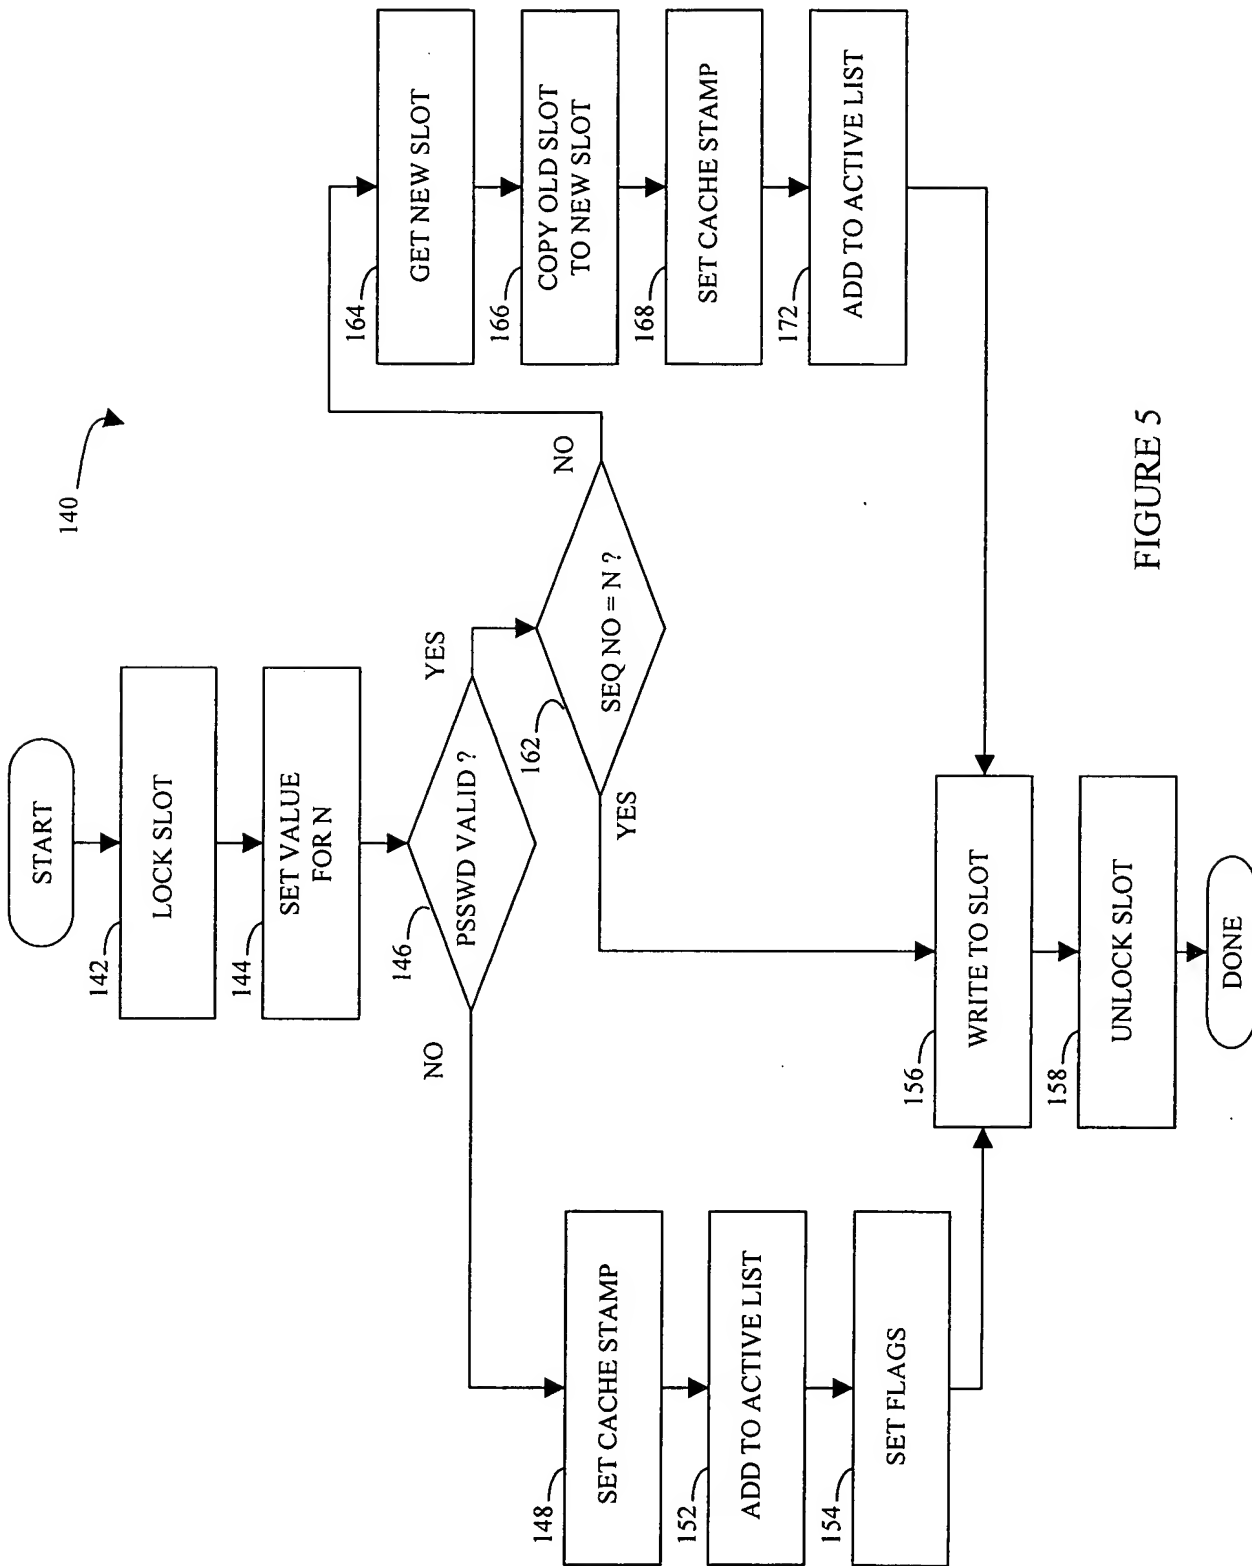 140
START
142
LOCK SLOT
144
SET VALUE
FOR N
146
PSSWD VALID ?
NO
YES
148
SET CACHE STAMP
152
ADD TO ACTIVE LIST
154
SET FLAGS
162
SEQ NO = N ?
YES
NO
164
GET NEW SLOT
166
COPY OLD SLOT
TO NEW SLOT
168
SET CACHE STAMP
172
ADD TO ACTIVE LIST
156
WRITE TO SLOT
158
UNLOCK SLOT
DONE
FIGURE 5